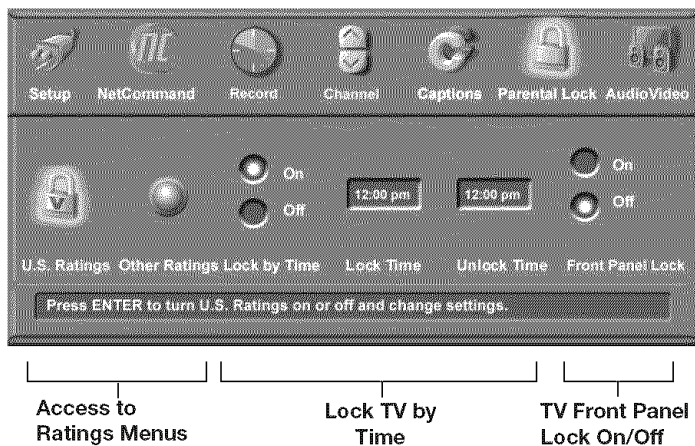 Setup NetCommand Record Channel Captions Parental Lock AudioVideo
On On
12:00 pm 12:00 pm
Off Off
V
U.S. Ratings Other Ratings Lock by Time Lock Time Unlock Time Front Panel Lock
Press ENTER to turn U.S. Ratings on or off and change settings.
Access to
Ratings Menus
Lock TV by
Time
TV Front Panel
Lock On/Off